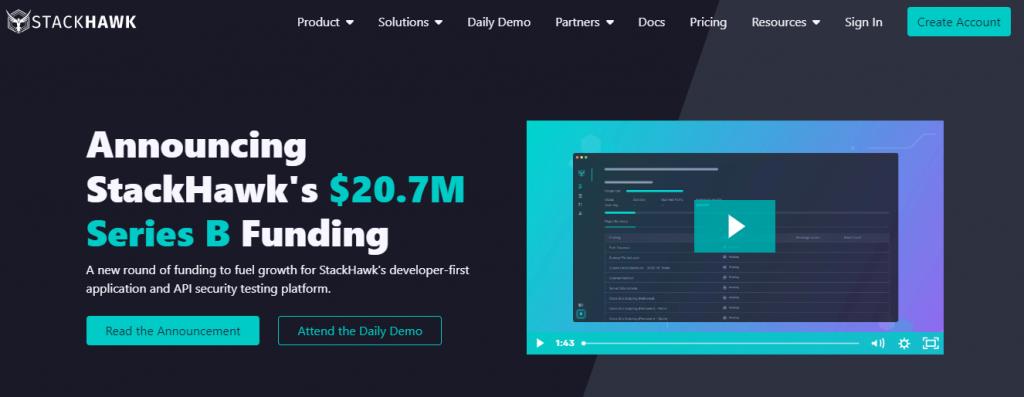 STACKHAWK
Product
Solutions
Daily Demo
Partners
Docs
Pricing
Resources
Sign In
Create Account
Announcing
StackHawk's $20.7M
Series B Funding
A new round of funding to fuel growth for StackHawk's developer-first
application and API security testing platform.
Read the Announcement
Attend the Daily Demo
1:43